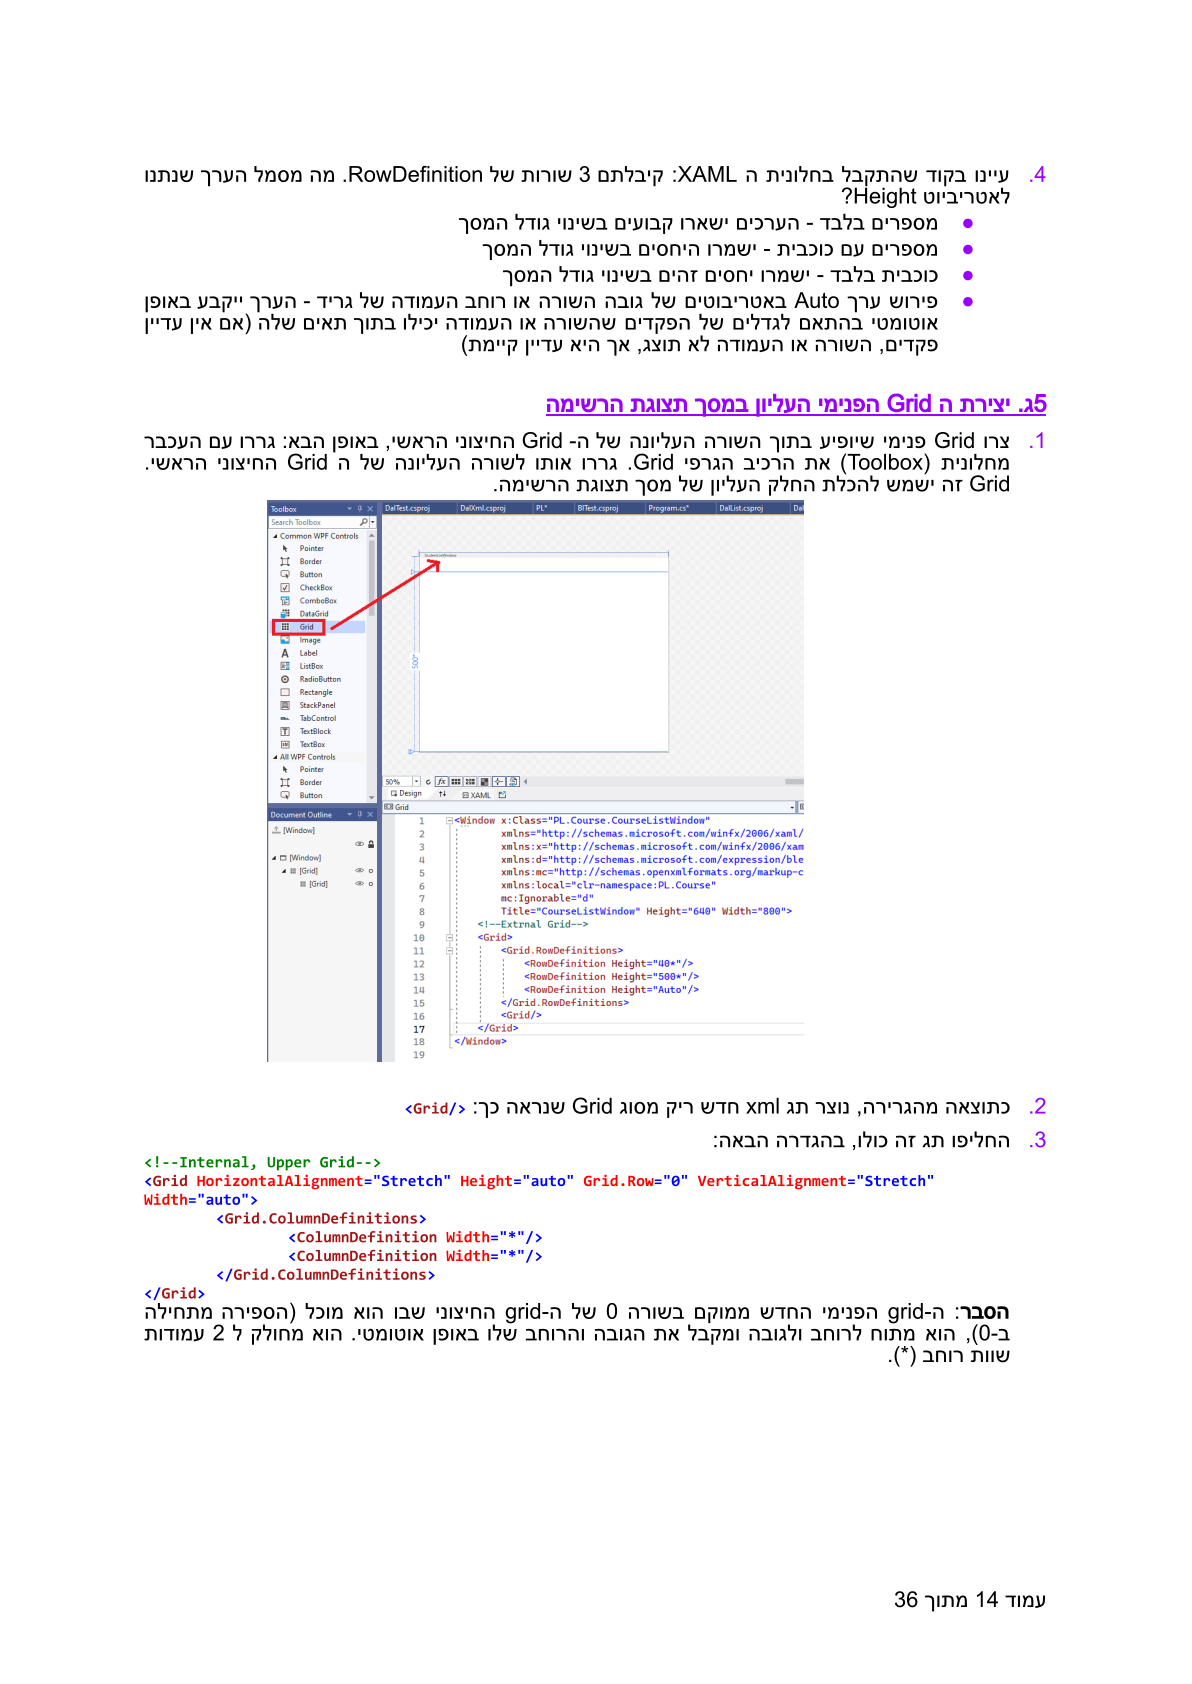 4. עיינו בקוד שהתקבל בחלונית ה XAML: קיבלתם 3 שורות של RowDefinition. מה מסמל הערך שנתנו
לאטריביוט Height?
● מספרים בלבד - הערכים ישארו קבועים בשינוי גודל המסך
● מספרים עם כוכבית - ישמרו היחסים בשינוי גודל המסך
● כוכבית בלבד - ישמרו יחסים זהים בשינוי גודל המסך
● פירוש ערך Auto באטריבוטים של גובה השורה או רוחב העמודה של גריד - הערך ייקבע באופן
אוטומטי בהתאם לגדלים של הפקדים שהשורה או העמודה יכילו בתוך תאים שלה (אם אין עדיין
פקדים, השורה או העמודה לא תוצג, אך היא עדיין קיימת)
5ג. יצירת ה Grid הפנימי העליון במסך תצוגת הרשימה
1. צרו Grid פנימי שיופיע בתוך השורה העליונה של ה- Grid החיצוני הראשי, באופן הבא: גררו עם העכבר
מחלונית (Toolbox) את הרכיב הגרפי Grid. גררו אותו לשורה העליונה של ה Grid החיצוני הראשי.
Grid זה ישמש להכלת החלק העליון של מסך תצוגת הרשימה.
Toolbox
Search Toolbox
Common WPF Controls
Pointer
Border
Button
CheckBox
ComboBox
DataGrid
Grid
Image
Label
ListBox
RadioButton
Rectangle
StackPanel
TabControl
TextBlock
TextBox
All WPF Controls
Pointer
Border
Button
DalTest.csproj DalXml.csproj PL* BlTest.csproj Program.cs* DalList.csproj Dal
500*
50% fx
Design XAML
Grid
Document Outline
[Window]
[Window]
[Grid]
[Grid]
1 <Window x:Class="PL.Course.CourseListWindow"
2 xmlns="http://schemas.microsoft.com/winfx/2006/xaml/
3 xmlns:x="http://schemas.microsoft.com/winfx/2006/xam
4 xmlns:d="http://schemas.microsoft.com/expression/ble
5 xmlns:mc="http://schemas.openxmlformats.org/markup-c
6 xmlns:local="clr-namespace:PL.Course"
7 mc:Ignorable="d"
8 Title="CourseListWindow" Height="640" Width="800">
9 <!--Extrnal Grid-->
10 <Grid>
11 <Grid.RowDefinitions>
12 <RowDefinition Height="40*"/>
13 <RowDefinition Height="500*"/>
14 <RowDefinition Height="Auto"/>
15 </Grid.RowDefinitions>
16 <Grid/>
17 </Grid>
18 </Window>
19
2. כתוצאה מהגרירה, נוצר תג xml חדש ריק מסוג Grid שנראה כך: <Grid/>
3. החליפו תג זה כולו, בהגדרה הבאה:
<!--Internal, Upper Grid-->
<Grid HorizontalAlignment="Stretch" Height="auto" Grid.Row="0" VerticalAlignment="Stretch"
Width="auto">
<Grid.ColumnDefinitions>
<ColumnDefinition Width="*"/>
<ColumnDefinition Width="*"/>
</Grid.ColumnDefinitions>
</Grid>
הסבר: ה-grid הפנימי החדש ממוקם בשורה 0 של ה-grid החיצוני שבו הוא מוכל (הספירה מתחילה
ב-0), הוא מתוח לרוחב ולגובה ומקבל את הגובה והרוחב שלו באופן אוטומטי. הוא מחולק ל 2 עמודות
שוות רוחב (*).
עמוד 14 מתוך 36